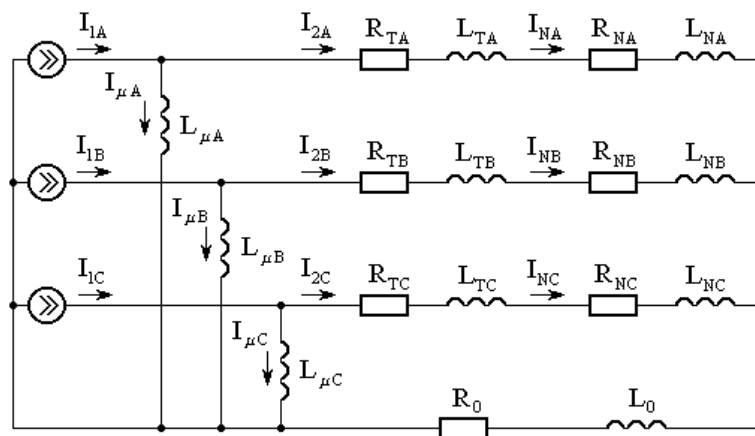 I1A I2A RTA LTA INA RNA LNA
IμA LμA
I1B I2B RTB LTB INB RNB LNB
IμB LμB
I1C I2C RTC LTC INC RNC LNC
IμC LμC
R0 L0